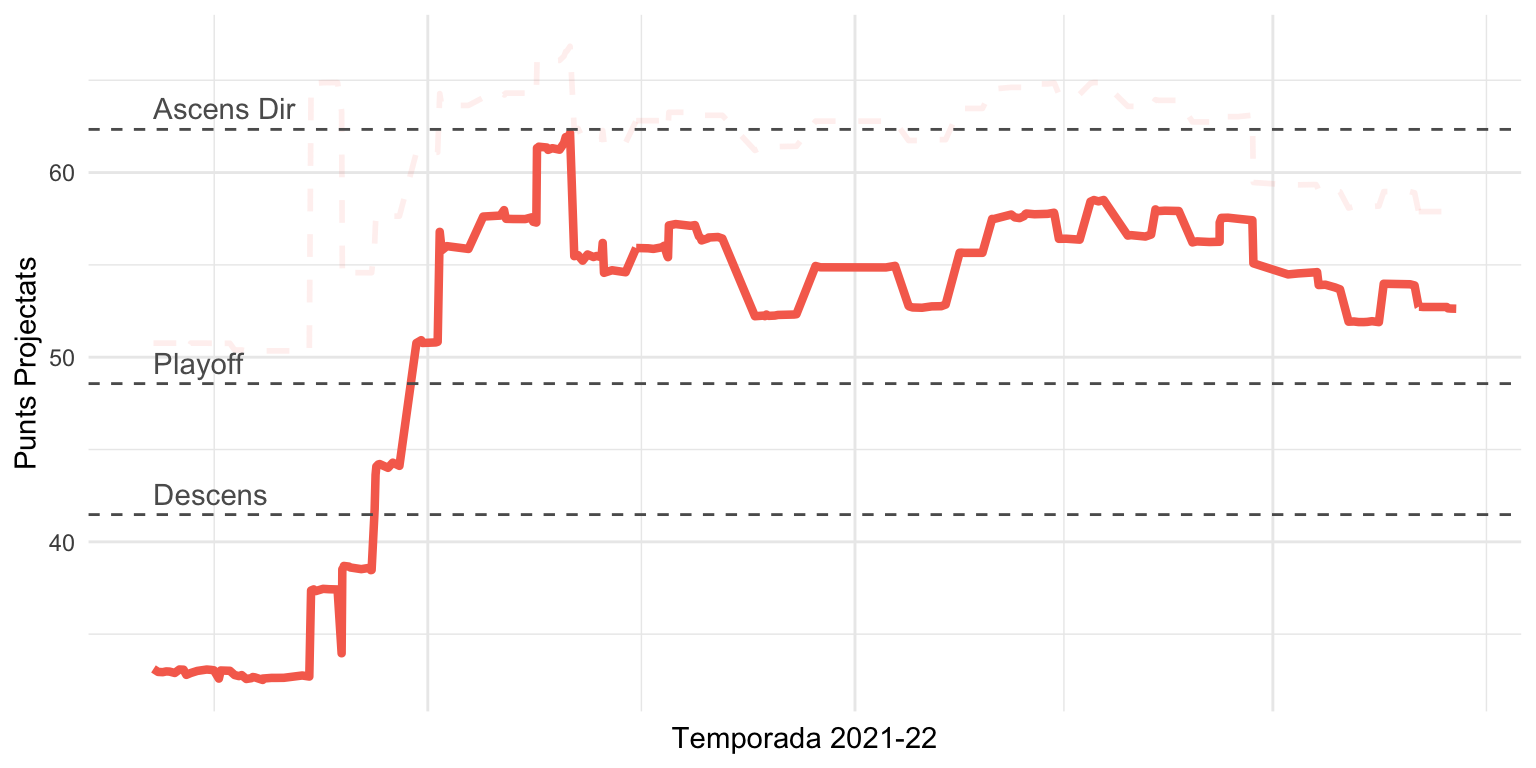 Ascens Dir
60
Playoff
50
Descens
40
Punts Projectats
Temporada 2021-22